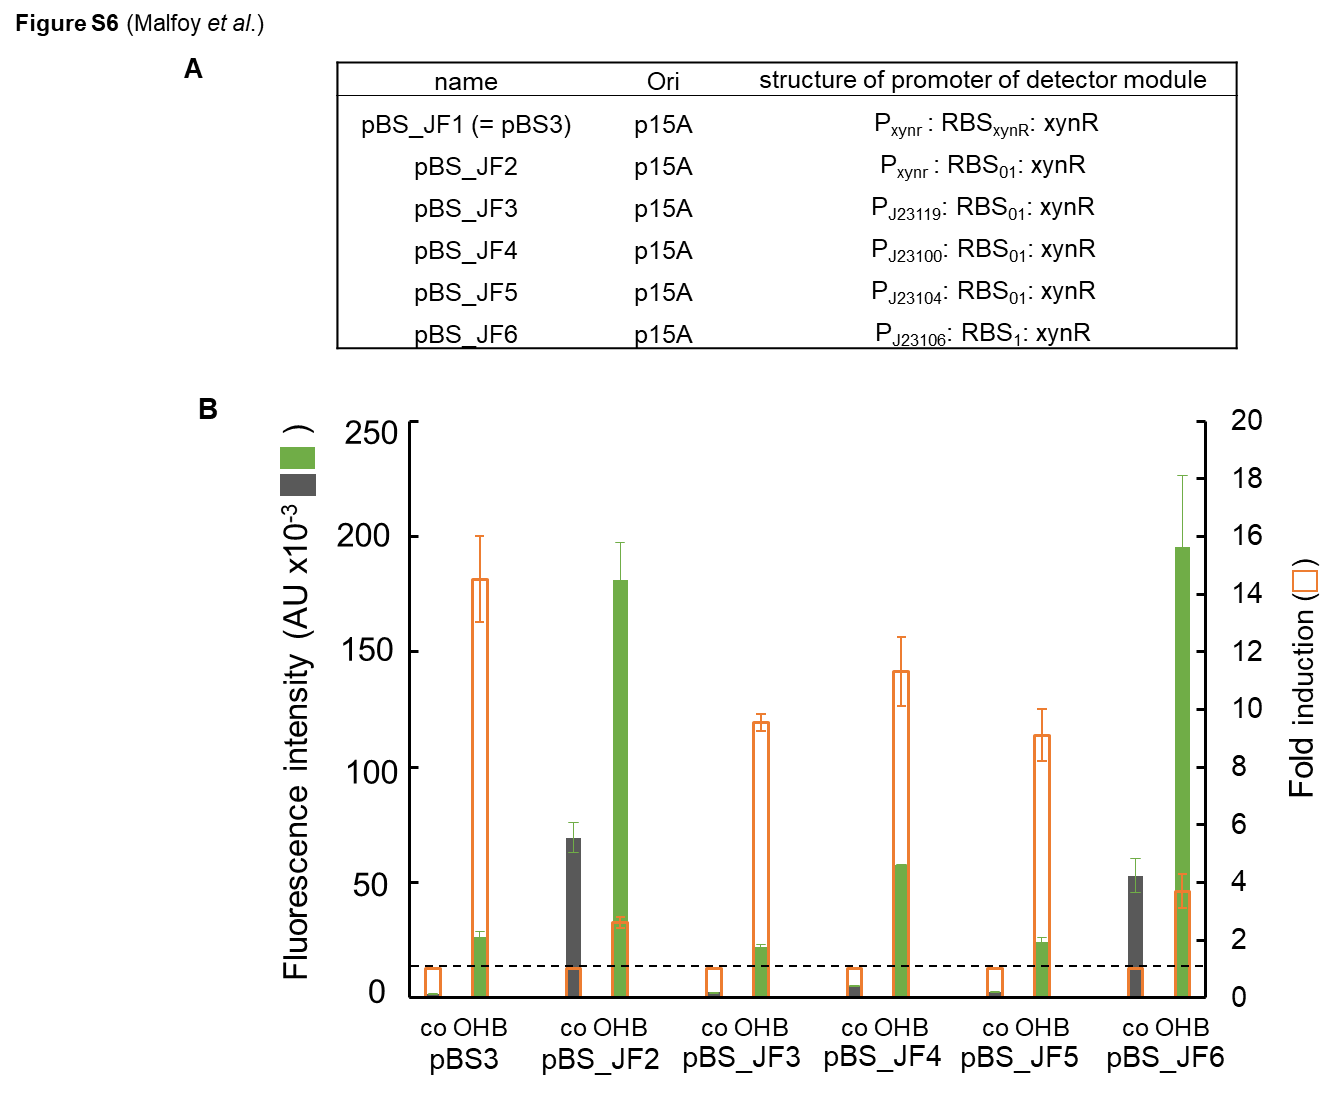 Figure S6 (Malfoy et al.)
A
name Ori structure of promoter of detector module
pBS_JF1 (= pBS3) p15A Pxynr : RBSxynR: xynR
pBS_JF2 p15A Pxynr : RBS01: xynR
pBS_JF3 p15A PJ23119: RBS01: xynR
pBS_JF4 p15A PJ23100: RBS01: xynR
pBS_JF5 p15A PJ23104: RBS01: xynR
pBS_JF6 p15A PJ23106: RBS1: xynR
B
Fluorescence intensity (AU x10-3 )
250
200
150
100
50
0
20
18
16
14
12
10
8
6
4
2
0
Fold induction ( )
co OHB co OHB co OHB co OHB co OHB co OHB
pBS3 pBS_JF2 pBS_JF3 pBS_JF4 pBS_JF5 pBS_JF6